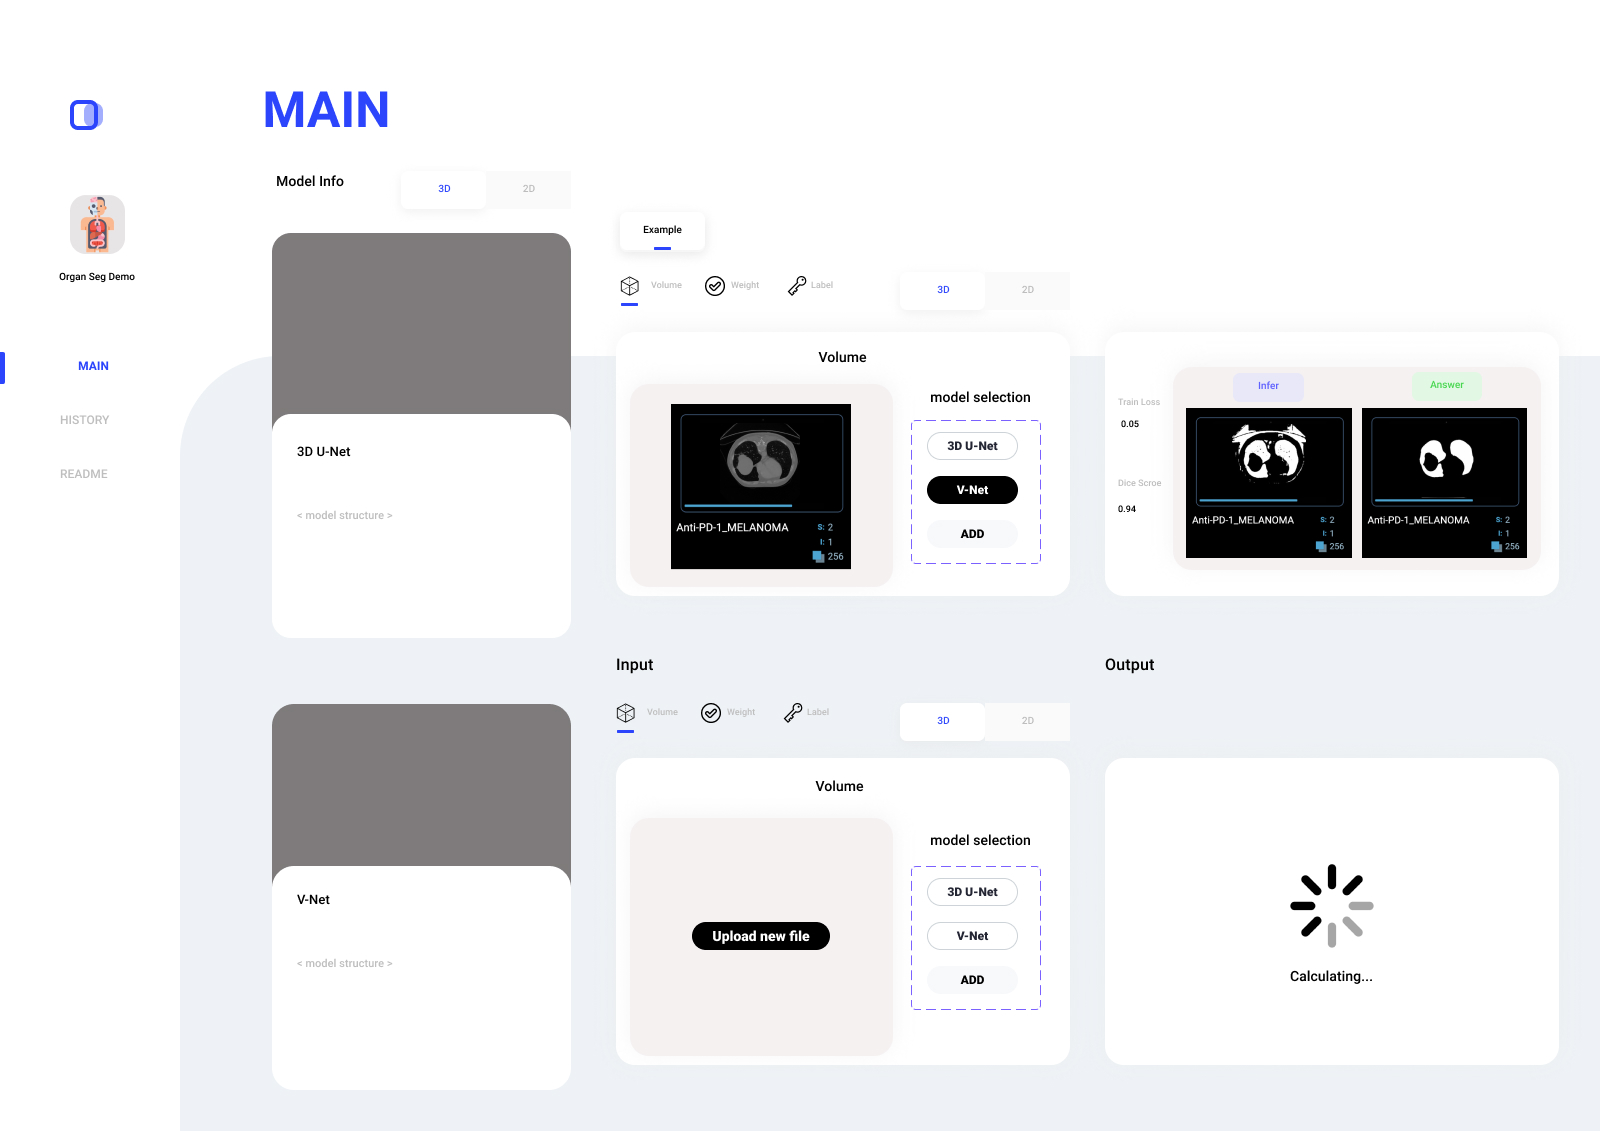 MAIN
Organ Seg Demo
MAIN
HISTORY
README
Model Info
3D
2D
3D U-Net
< model structure >
V-Net
< model structure >
Example
Volume
Weight
Label
3D
2D
Volume
Anti-PD-1_MELANOMA
S: 2
I: 1
256
model selection
3D U-Net
V-Net
ADD
Train Loss
0.05
Dice Scroe
0.94
Infer
Anti-PD-1_MELANOMA
S: 2
I: 1
256
Answer
Anti-PD-1_MELANOMA
S: 2
I: 1
256
Input
Volume
Weight
Label
3D
2D
Volume
Upload new file
model selection
3D U-Net
V-Net
ADD
Output
Calculating...